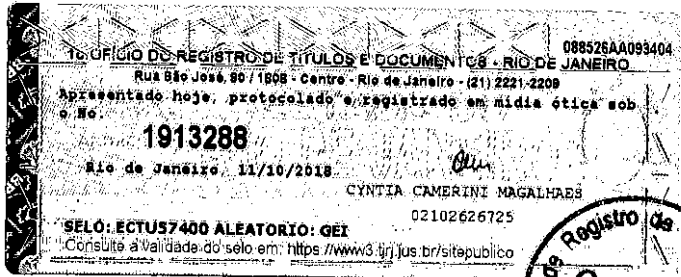 088526AA093404
1º OFÍCIO DO REGISTRO DE TÍTULOS E DOCUMENTOS - RIO DE JANEIRO
Rua São José, 90 / 1808 - Centro - Rio de Janeiro - (21) 2221-2209
Apresentado hoje, protocolado e registrado em mídia ótica sob
o No.
1913288
Rio de Janeiro, 11/10/2018
CYNTIA CAMERINI MAGALHAES
02102626725
SELO: ECTU57400 ALEATORIO: GEI
Consulte a validade do selo em: https://www3.tjrj.jus.br/sitepublico
Registro de